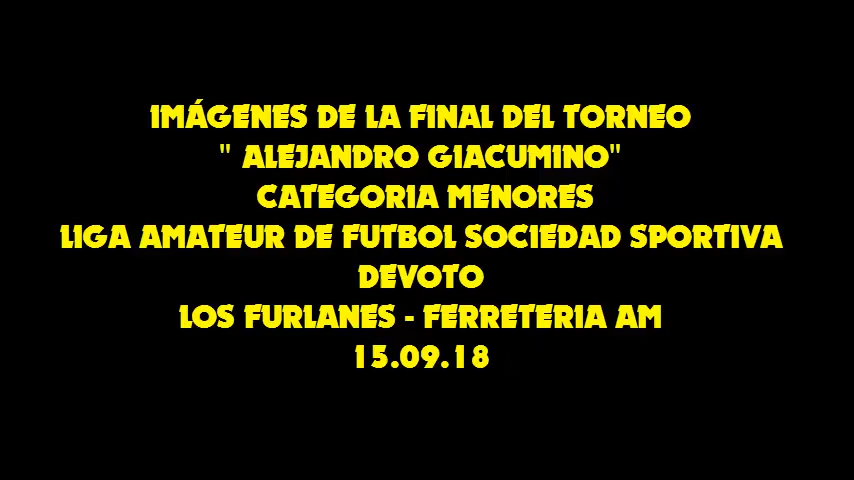 IMÁGENES DE LA FINAL DEL TORNEO
" ALEJANDRO GIACUMINO"
CATEGORIA MENORES
LIGA AMATEUR DE FUTBOL SOCIEDAD SPORTIVA
DEVOTO
LOS FURLANES - FERRETERIA AM
15.09.18